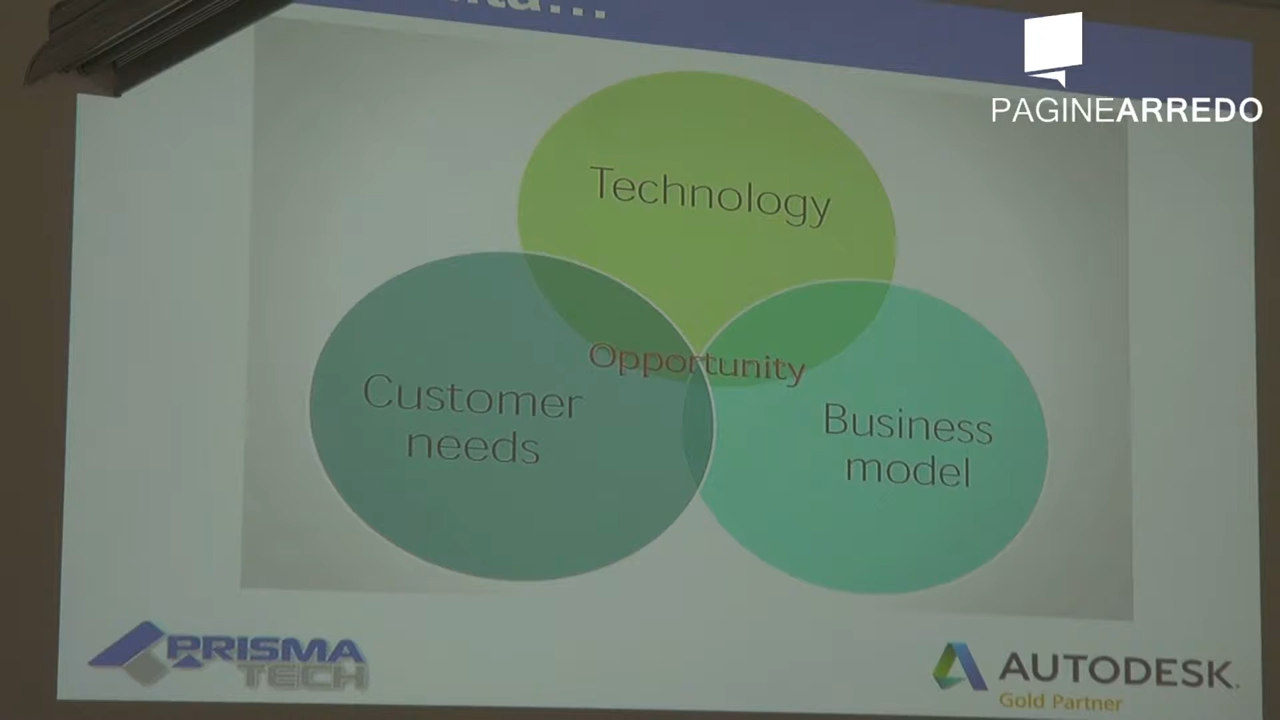 PAGINEARREDO
Technology
Opportunity
Customer
needs
Business
model
PRISMA
TECH
AUTODESK.
Gold Partner